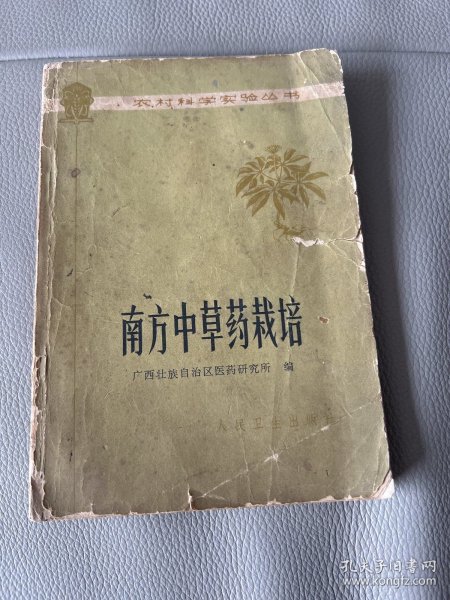 农村科学实验丛书
南方中草药栽培
广西壮族自治区医药研究所 编
人民卫生出版社
孔夫子旧书网
www.kongfz.com